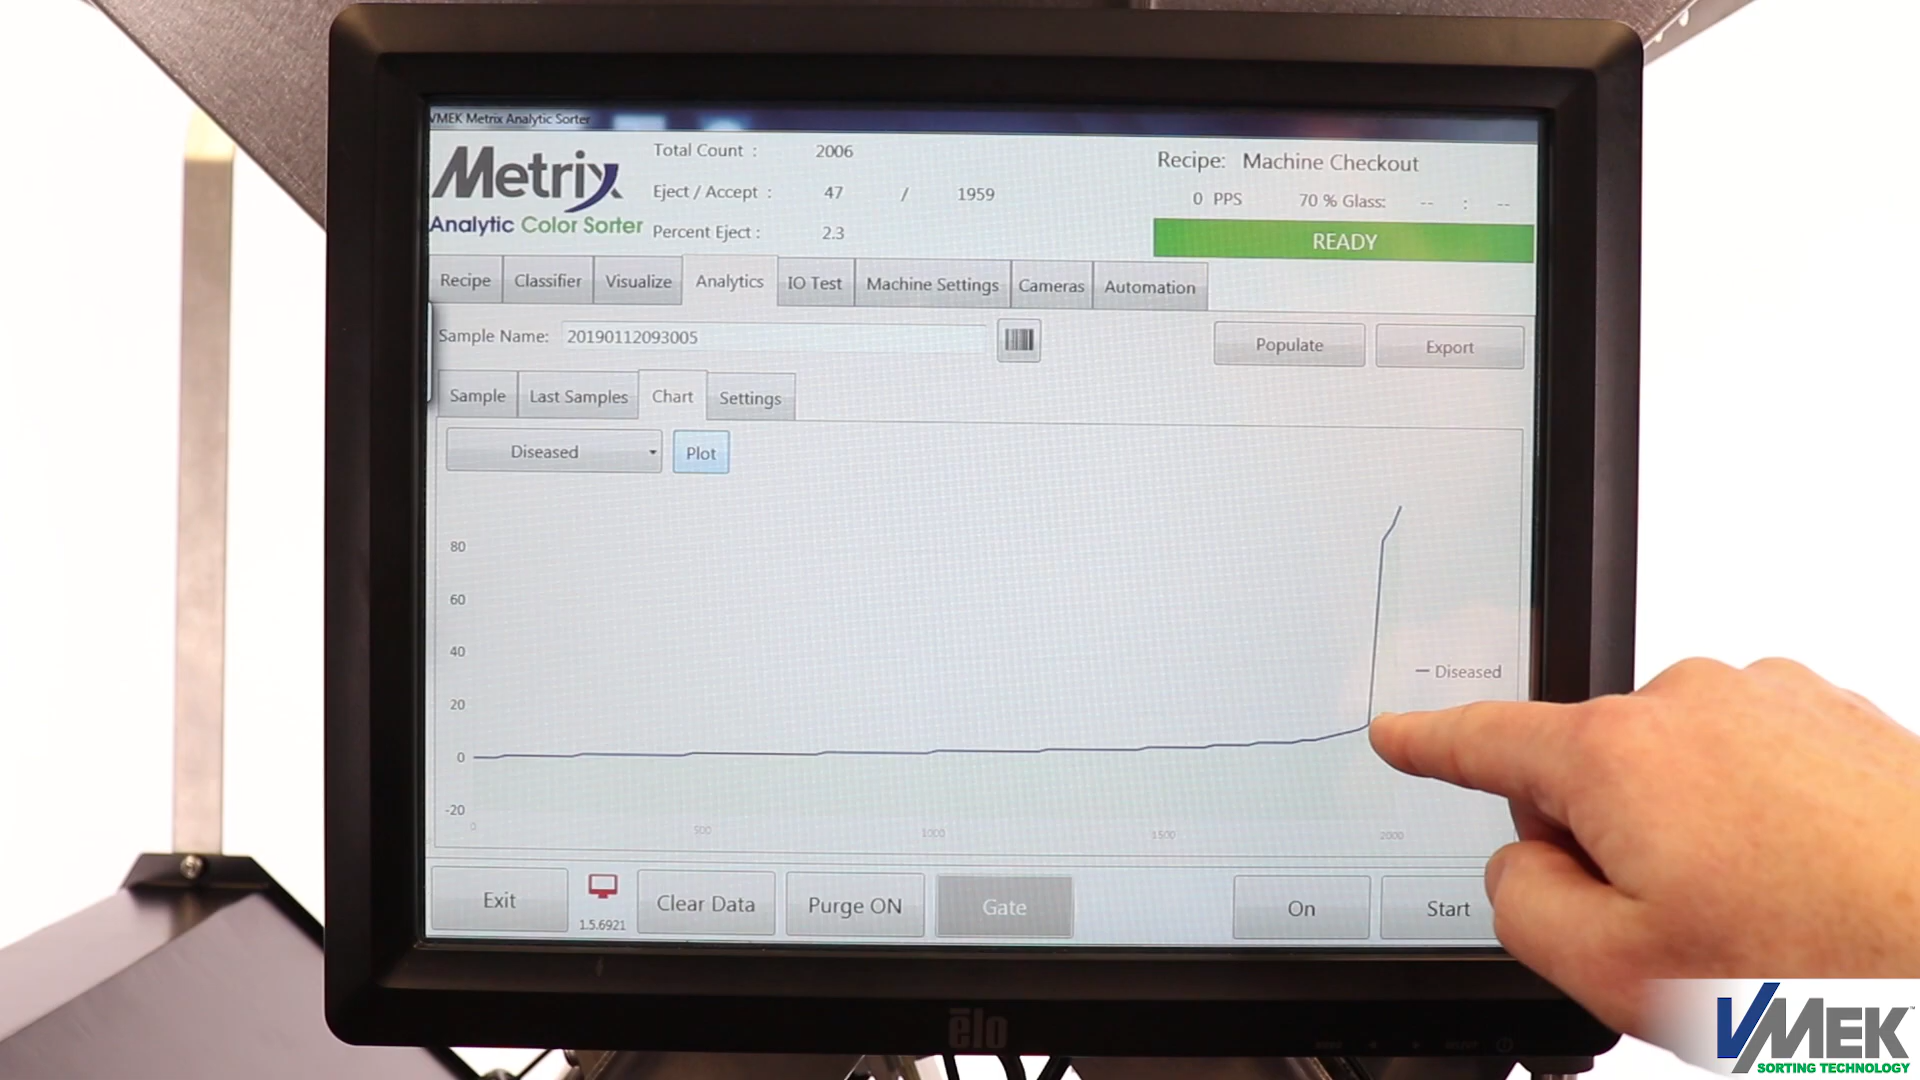 VMEK Metrix Analytic Sorter
Metrix
Analytic Color Sorter
Total Count : 2006
Eject / Accept : 47 / 1959
Percent Eject : 2.3
Recipe: Machine Checkout
0 PPS 70 % Glass: -- : --
READY
Recipe Classifier Visualize Analytics IO Test Machine Settings Cameras Automation
Sample Name: 20190112093005 Populate Export
Sample Last Samples Chart Settings
Diseased Plot
80
60
40
20
0
-20
0 500 1000 1500 2000
Diseased
Exit 1.5.6921 Clear Data Purge ON Gate On Start
elo
VMEK
SORTING TECHNOLOGY